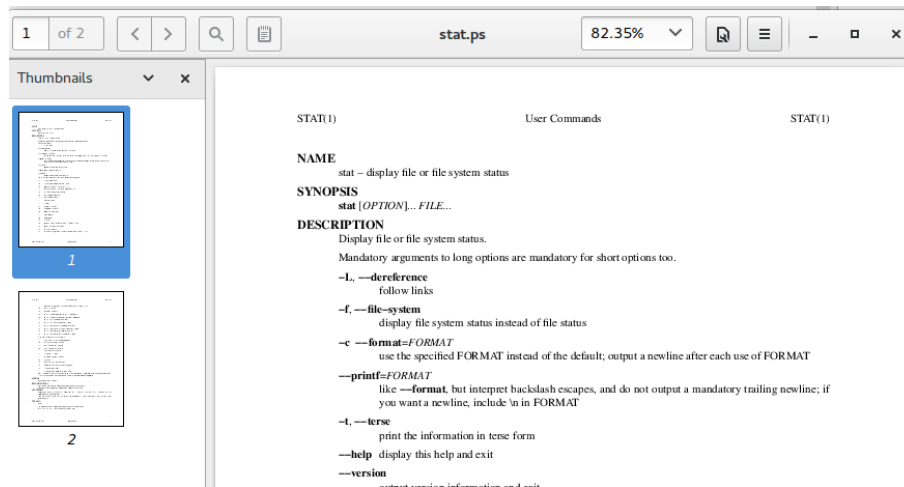 1 of 2 stat.ps 82.35%
Thumbnails
1
2
STAT(1) User Commands STAT(1)
NAME
stat – display file or file system status
SYNOPSIS
stat [OPTION]... FILE...
DESCRIPTION
Display file or file system status.
Mandatory arguments to long options are mandatory for short options too.
–L, ––dereference
follow links
–f, ––file–system
display file system status instead of file status
–c ––format=FORMAT
use the specified FORMAT instead of the default; output a newline after each use of FORMAT
––printf=FORMAT
like ––format, but interpret backslash escapes, and do not output a mandatory trailing newline; if
you want a newline, include \n in FORMAT
–t, ––terse
print the information in terse form
––help display this help and exit
––version
output version information and exit